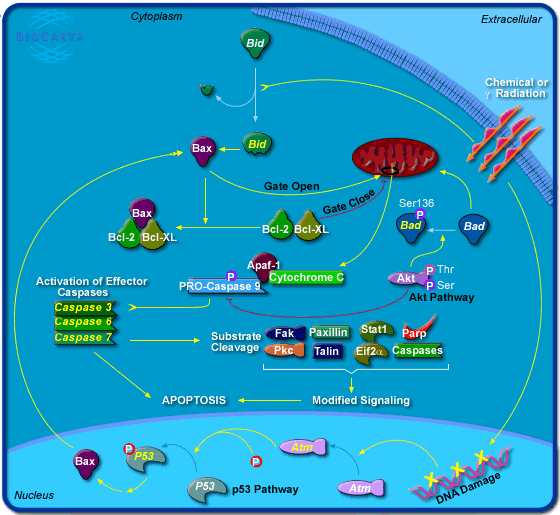 Cytoplasm
Extracellular
BIOCARTA
Bid
Chemical or
γ Radiation
Bax
Bid
Gate Open
Gate Close
Ser136
P
Bad
Bad
Bax
Bcl-2
Bcl-XL
Bcl-2
Bcl-XL
Apaf-1
P
Cytochrome C
PRO-Caspase 9
Akt
P
Thr
P
Ser
Akt Pathway
Activation of Effector
Caspases
Caspase 3
Caspase 6
Caspase 7
Substrate
Cleavage
Fak
Paxillin
Stat1
Parp
Pkc
Talin
Eif2α
Caspases
APOPTOSIS
Modified Signaling
Bax
P
P53
P53
P
p53 Pathway
Atm
Atm
DNA Damage
Nucleus